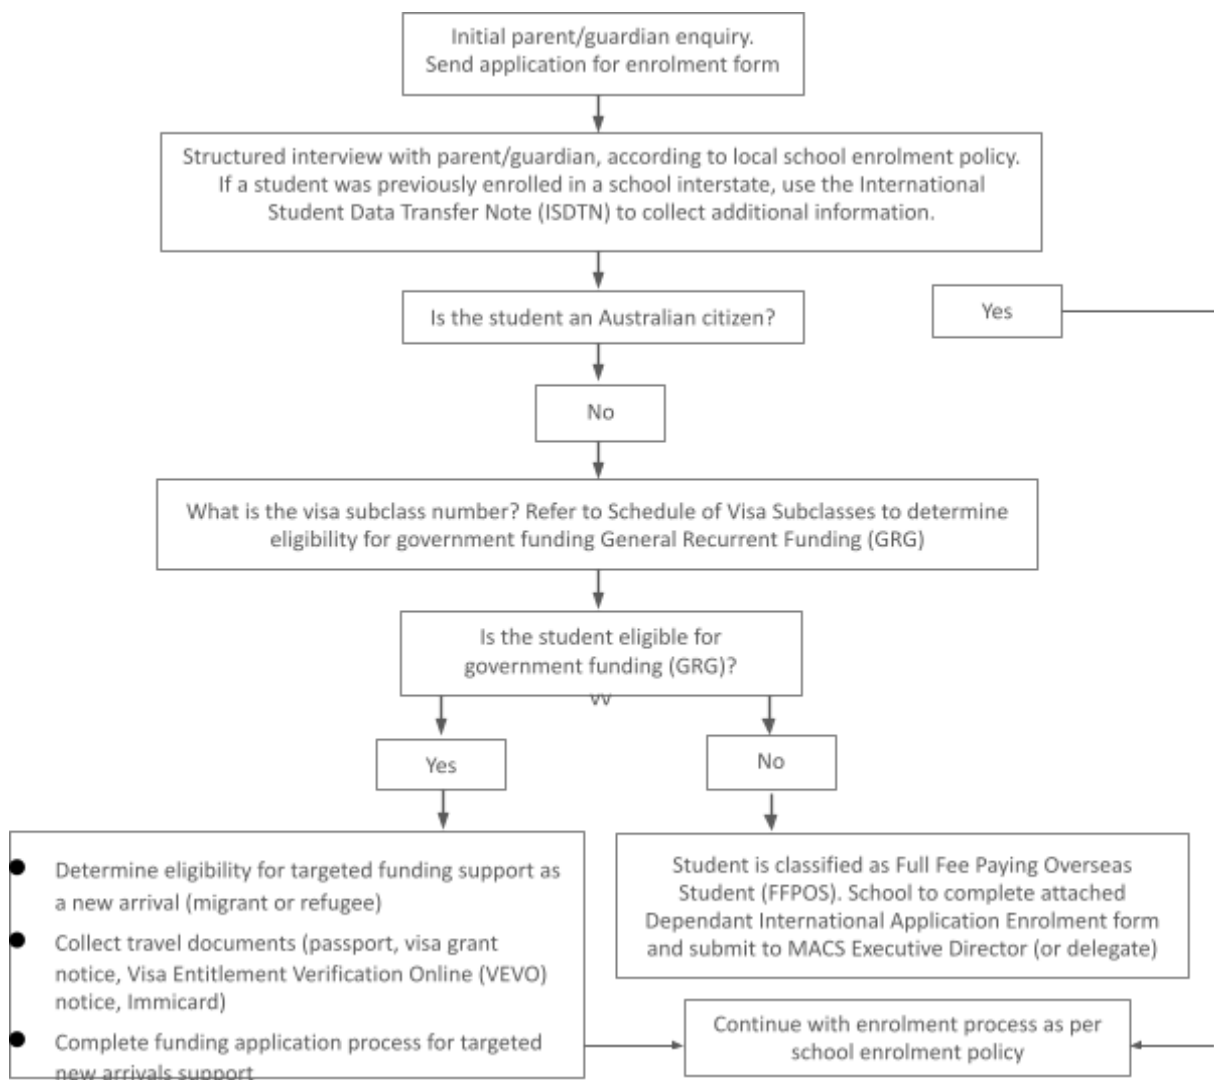 Initial parent/guardian enquiry.
Send application for enrolment form
Structured interview with parent/guardian, according to local school enrolment policy.
If a student was previously enrolled in a school interstate, use the International
Student Data Transfer Note (ISDTN) to collect additional information.
Is the student an Australian citizen?
Yes
No
What is the visa subclass number? Refer to Schedule of Visa Subclasses to determine
eligibility for government funding General Recurrent Funding (GRG)
Is the student eligible for
government funding (GRG)?
Yes
No
Determine eligibility for targeted funding support as
a new arrival (migrant or refugee)
Collect travel documents (passport, visa grant
notice, Visa Entitlement Verification Online (VEVO)
notice, Immicard)
Complete funding application process for targeted
new arrivals support
Student is classified as Full Fee Paying Overseas
Student (FFPOS). School to complete attached
Dependant International Application Enrolment form
and submit to MACS Executive Director (or delegate)
Continue with enrolment process as per
school enrolment policy